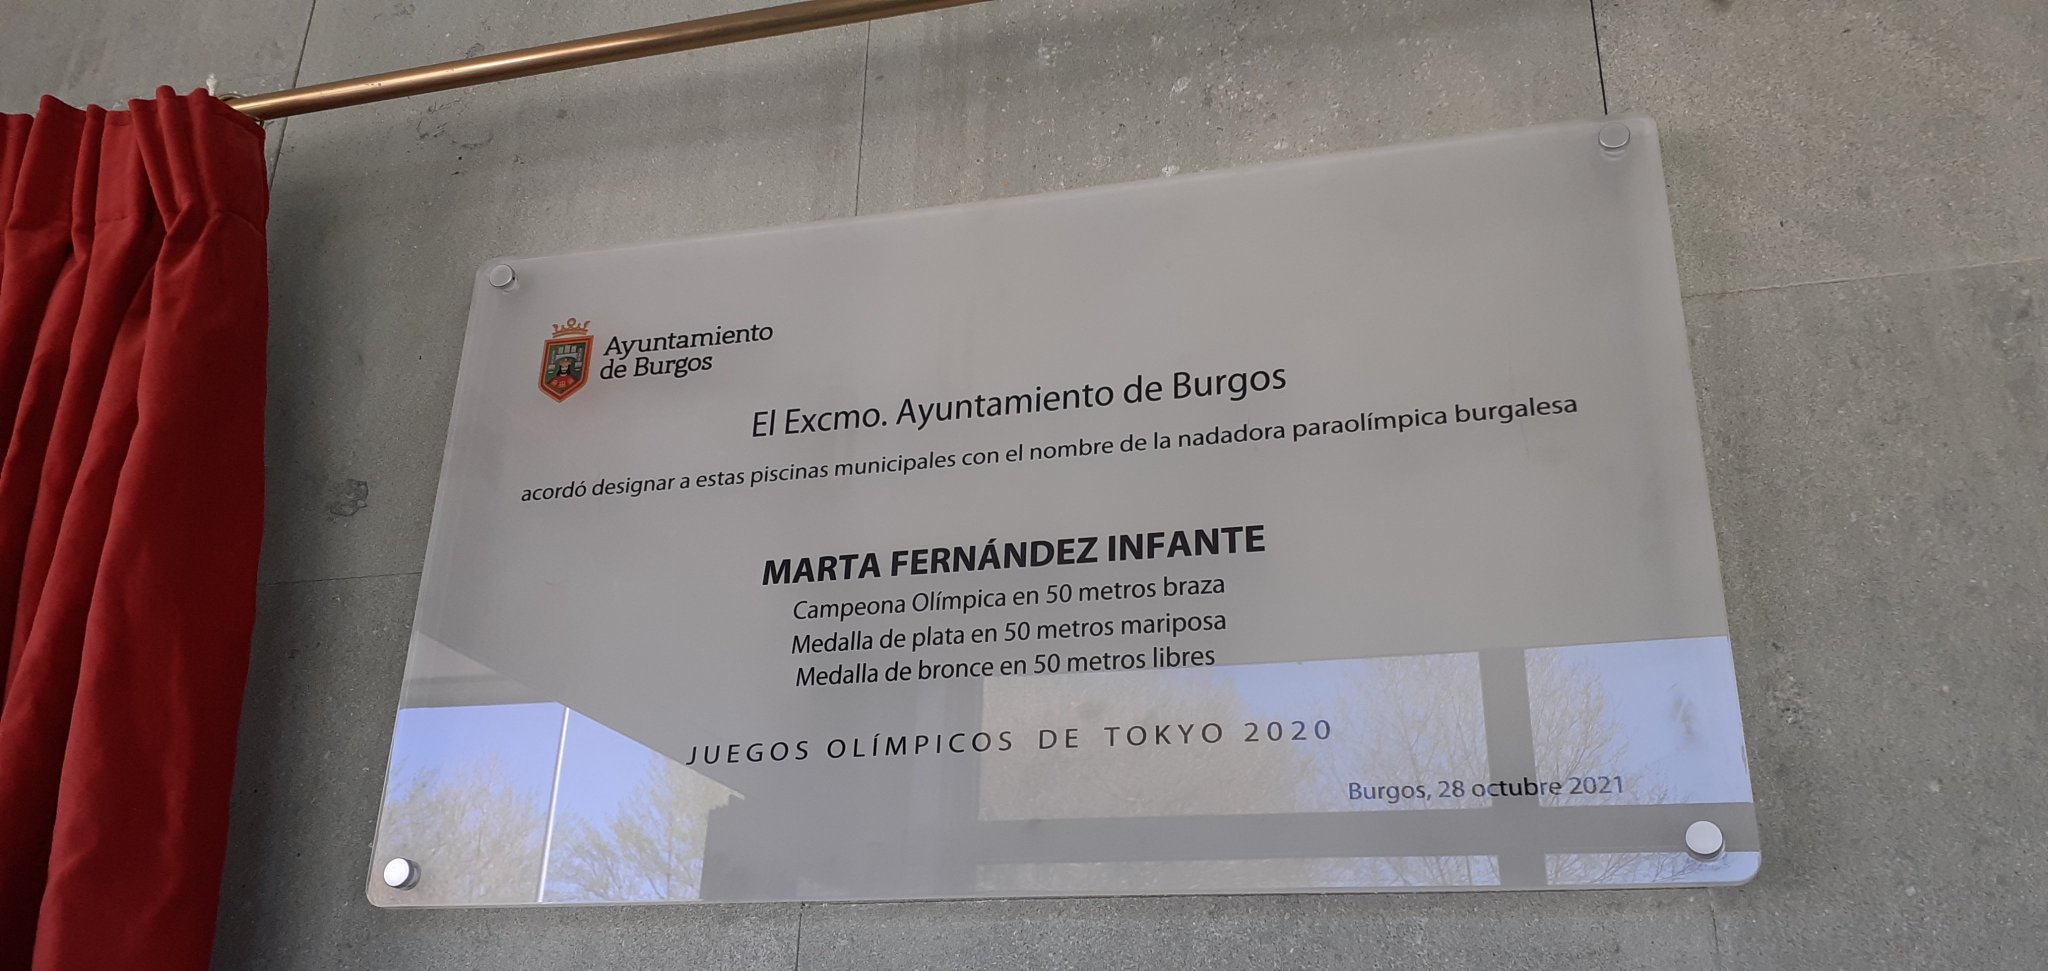 Ayuntamiento
de Burgos
El Excmo. Ayuntamiento de Burgos
acordó designar a estas piscinas municipales con el nombre de la nadadora paraolímpica burgalesa
MARTA FERNÁNDEZ INFANTE
Campeona Olímpica en 50 metros braza
Medalla de plata en 50 metros mariposa
Medalla de bronce en 50 metros libres
JUEGOS OLÍMPICOS DE TOKYO 2020
Burgos, 28 octubre 2021